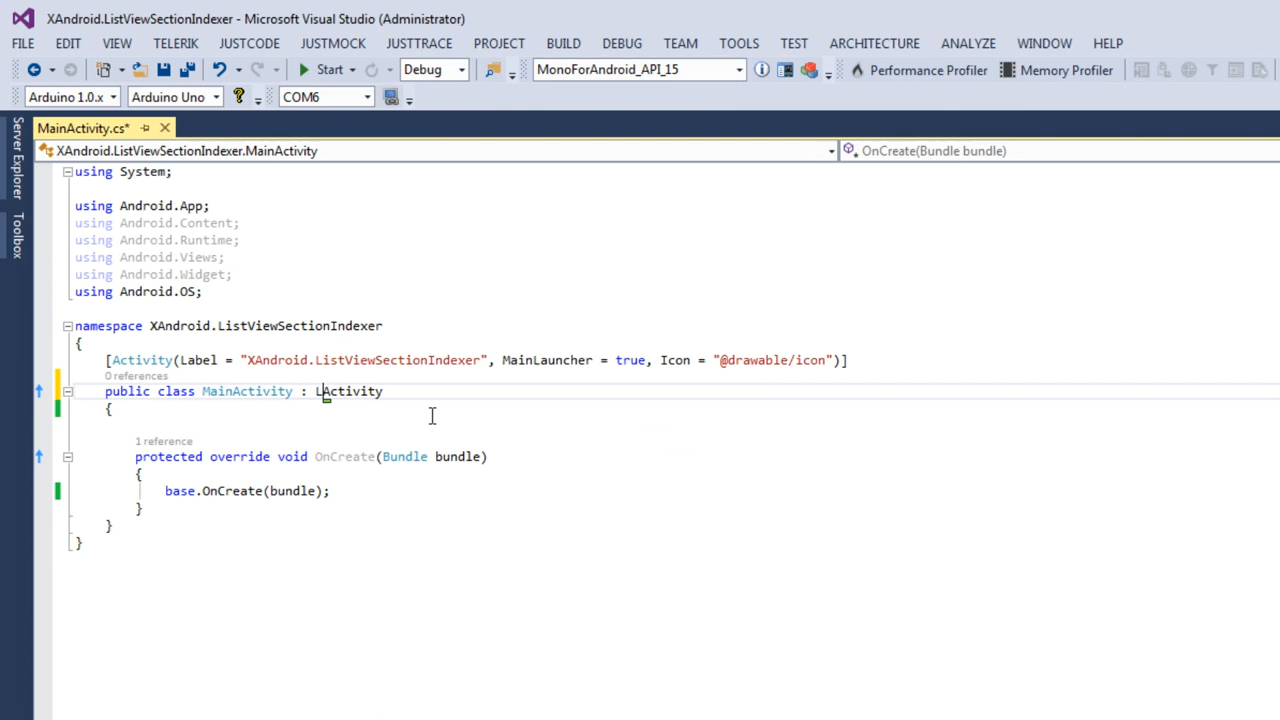 XAndroid.ListViewSectionIndexer - Microsoft Visual Studio (Administrator)
FILE EDIT VIEW TELERIK JUSTCODE JUSTMOCK JUSTTRACE PROJECT BUILD DEBUG TEAM TOOLS TEST ARCHITECTURE ANALYZE WINDOW HELP
Start Debug MonoForAndroid_API_15 Performance Profiler Memory Profiler
Arduino 1.0.x Arduino Uno ? COM6
Server Explorer
Toolbox
MainActivity.cs*
XAndroid.ListViewSectionIndexer.MainActivity OnCreate(Bundle bundle)
using System;
using Android.App;
using Android.Content;
using Android.Runtime;
using Android.Views;
using Android.Widget;
using Android.OS;
namespace XAndroid.ListViewSectionIndexer
{
[Activity(Label = "XAndroid.ListViewSectionIndexer", MainLauncher = true, Icon = "@drawable/icon")]
0 references
public class MainActivity : LActivity
{
1 reference
protected override void OnCreate(Bundle bundle)
{
base.OnCreate(bundle);
}
}
}